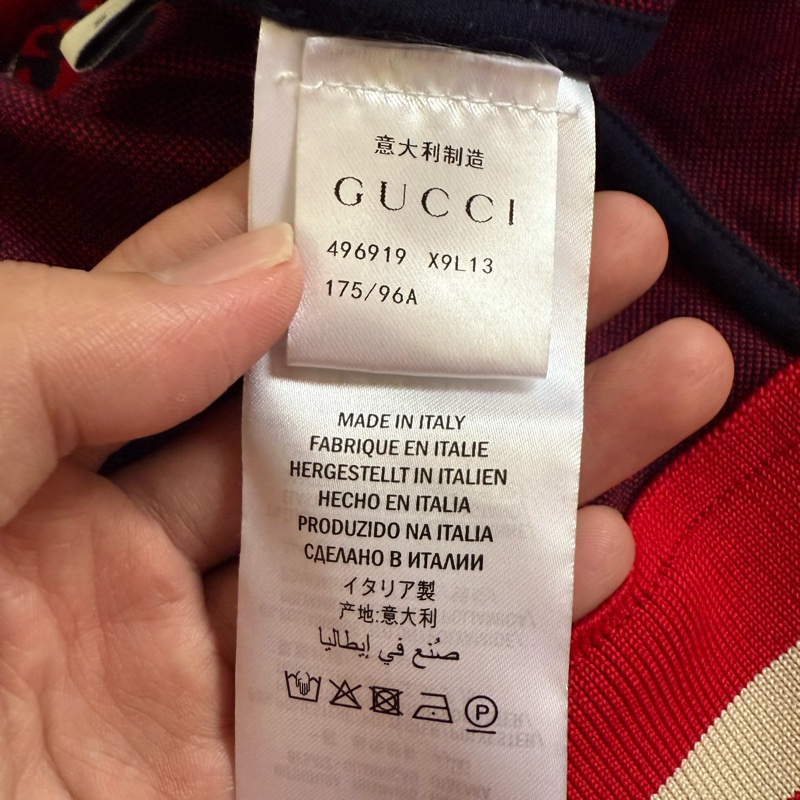 意大利制造
GUCCI
496919 X9L13
175/96A
MADE IN ITALY
FABRIQUE EN ITALIE
HERGESTELLT IN ITALIEN
HECHO EN ITALIA
PRODUZIDO NA ITALIA
СДЕЛАНО В ИТАЛИИ
イタリア製
产地:意大利
صُنع في إيطاليا
P